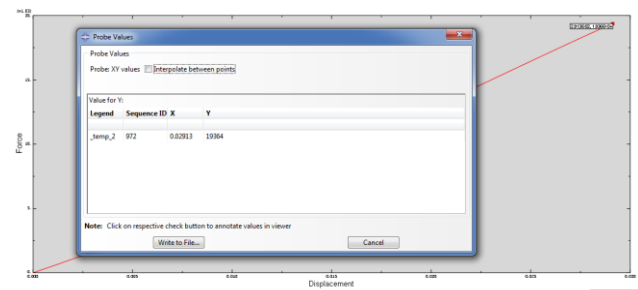 Probe Values
Probe Values
Probe: XY values Interpolate between points
Value for Y:
Legend Sequence ID X Y
_temp_2 972 0.02913 19364
Note: Click on respective check button to annotate values in viewer
Write to File... Cancel
Force
0.000 0.005 0.010 0.015 0.020 0.025 0.030
Displacement